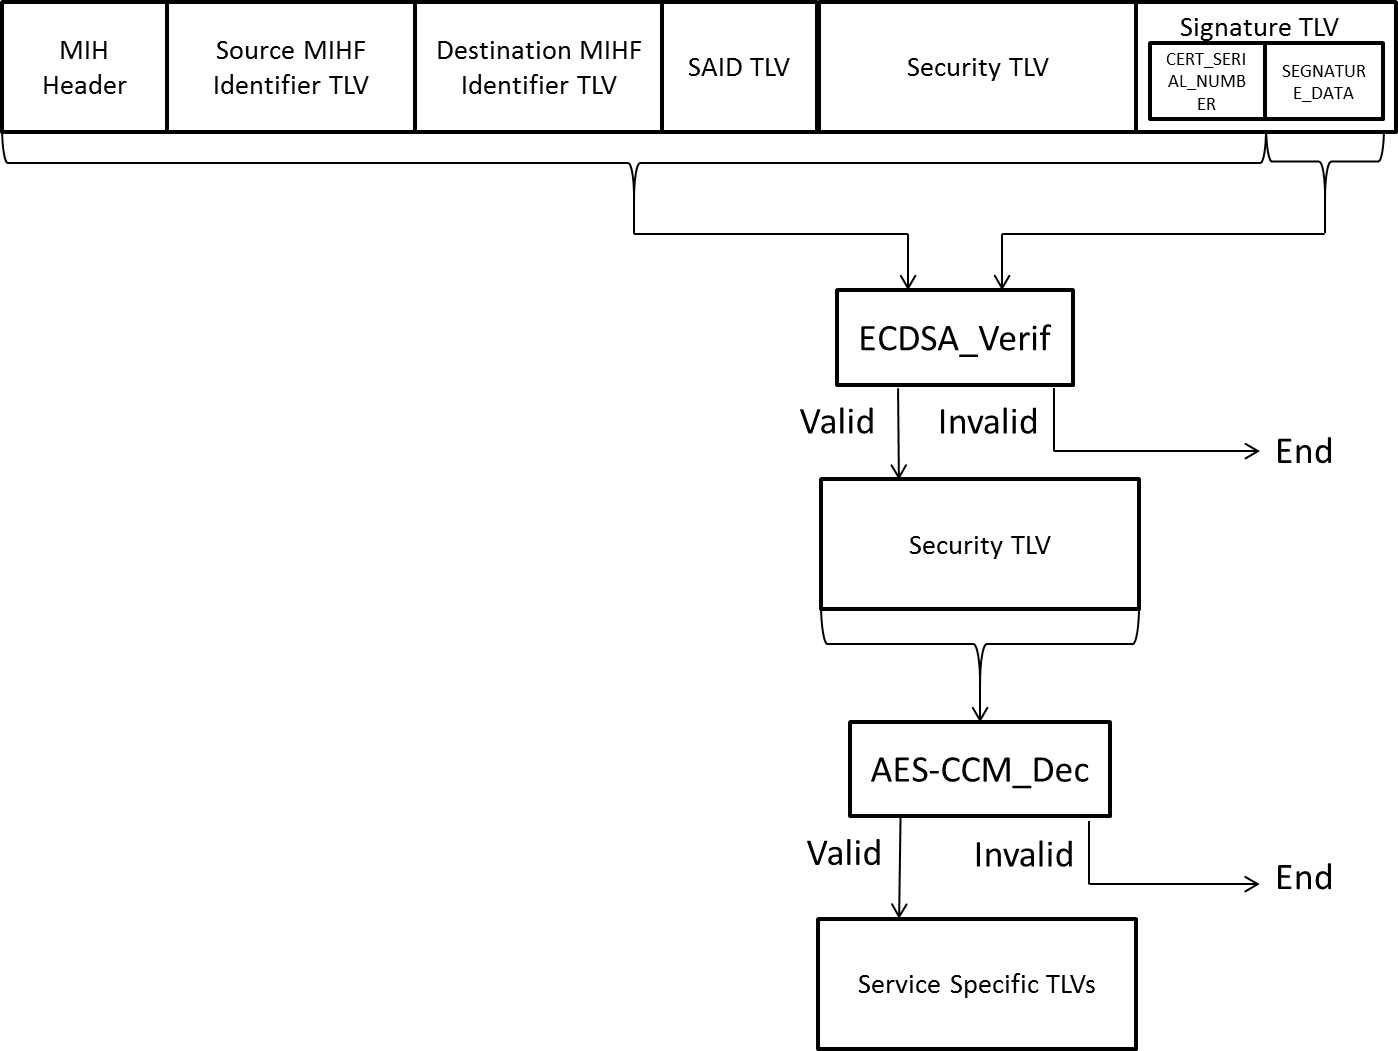 MIH
Header
Source MIHF
Identifier TLV
Destination MIHF
Identifier TLV
SAID TLV
Security TLV
Signature TLV
CERT_SERI
AL_NUMB
ER
SEGNATUR
E_DATA
ECDSA_Verif
Valid
Invalid
End
Security TLV
AES-CCM_Dec
Valid
Invalid
End
Service Specific TLVs